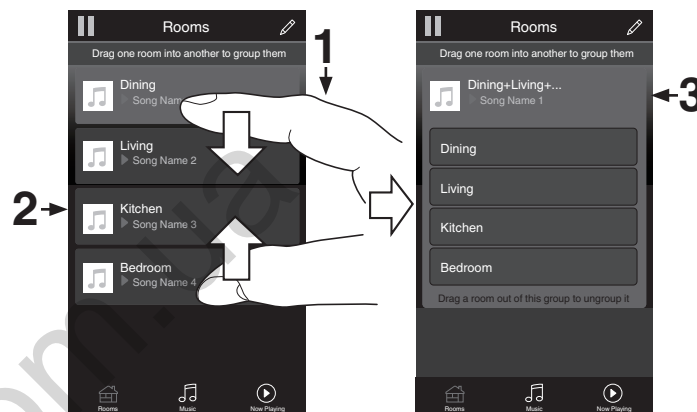 Rooms
Drag one room into another to group them
1
Dining
Song Nam
Living
Song Name 2
2
Kitchen
Song Name 3
Bedroom
Song Name 4
Rooms
Music
Now Playing
Rooms
Drag one room into another to group them
Dining+Living+...
Song Name 1
3
Dining
Living
Kitchen
Bedroom
Drag a room out of this group to ungroup it
Rooms
Music
Now Playing
om.ua